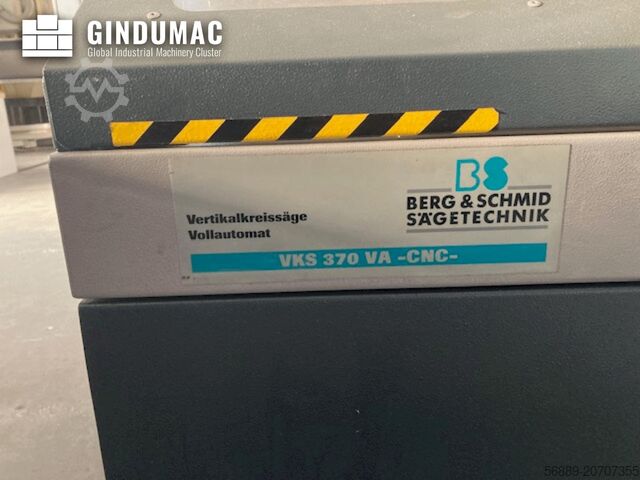 GINDUMAC
Global Industrial Machinery Cluster
BS
BERG & SCHMID
SÄGETECHNIK
Vertikalkreissäge
Vollautomat
VKS 370 VA -CNC-
56889-20707355